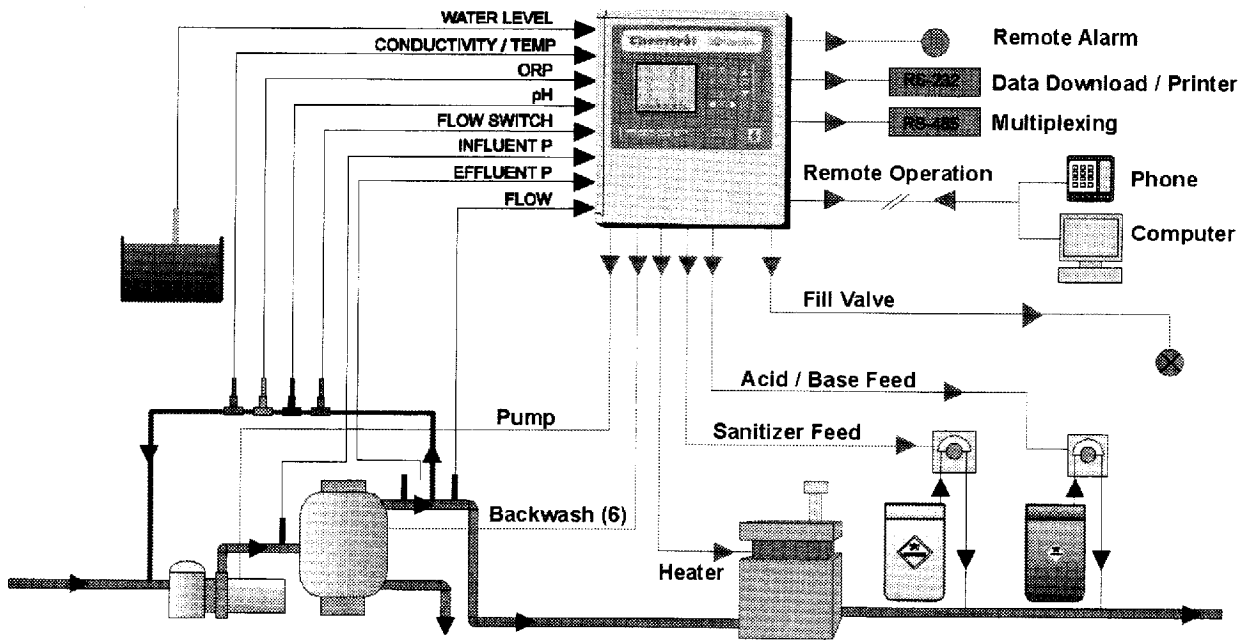 WATER LEVEL
CONDUCTIVITY / TEMP
ORP
pH
FLOW SWITCH
INFLUENT P
EFFLUENT P
FLOW
Chemtrol
Remote Alarm
RS-232
Data Download / Printer
RS-485
Multiplexing
Remote Operation
Phone
Computer
Fill Valve
Acid / Base Feed
Pump
Sanitizer Feed
Backwash (6)
Heater